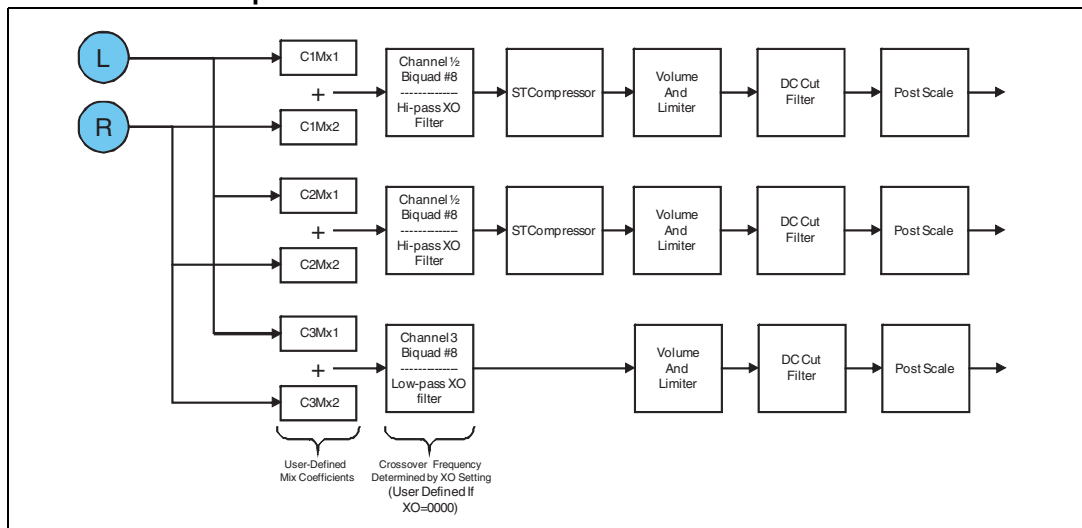 L
R
C1Mx1
+
C1Mx2
Channel ½
Biquad #8
--------------
Hi-pass XO
Filter
STCompressor
Volume
And
Limiter
DC Cut
Filter
Post Scale
C2Mx1
+
C2Mx2
Channel ½
Biquad #8
--------------
Hi-pass XO
Filter
STCompressor
Volume
And
Limiter
DC Cut
Filter
Post Scale
C3Mx1
+
C3Mx2
Channel 3
Biquad #8
--------------
Low-pass XO
filter
Volume
And
Limiter
DC Cut
Filter
Post Scale
User-Defined
Mix Coefficients
Crossover Frequency
Determined by XO Setting
(User Defined If
XO=0000)